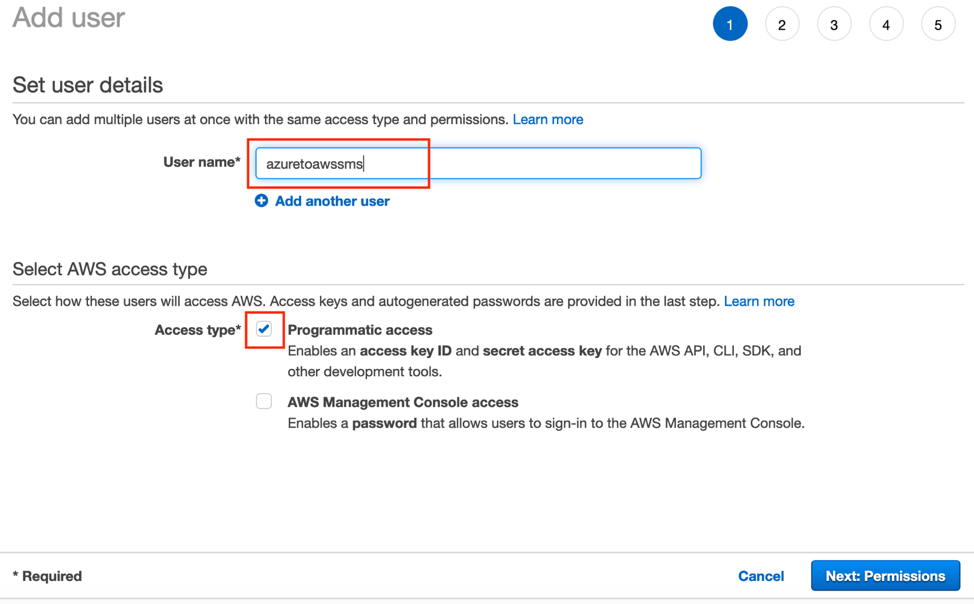 Add user
1 2 3 4 5
Set user details
You can add multiple users at once with the same access type and permissions. Learn more
User name* azuretoawssms
Add another user
Select AWS access type
Select how these users will access AWS. Access keys and autogenerated passwords are provided in the last step. Learn more
Access type* Programmatic access
Enables an access key ID and secret access key for the AWS API, CLI, SDK, and
other development tools.
AWS Management Console access
Enables a password that allows users to sign-in to the AWS Management Console.
* Required Cancel Next: Permissions